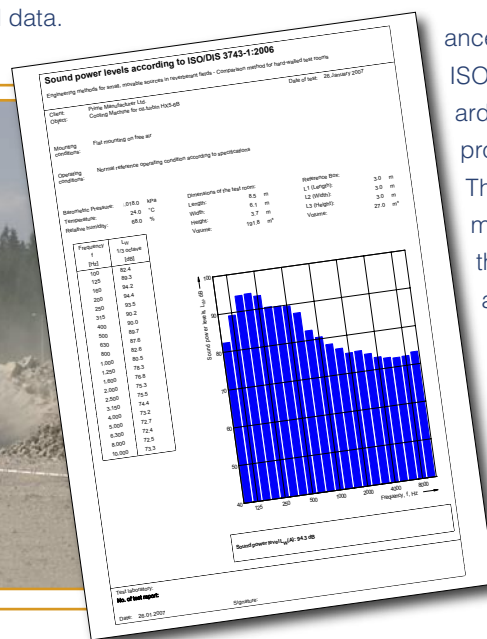 l data.
Sound power levels according to ISO/DIS 3743-1:2006
Engineering methods for small, movable sources in reverberant fields - Comparison method for hard-walled test rooms
Client: Prime Manufacturer Ltd
Date of test: 26 January 2007
Object: Cooling Machine for
Mounting conditions: Flat mounting on free air
Operating conditions: Normal reference operating condition according to specifications
Barometric Pressure: kPa
Temperature: 24.0 °C
Relative humidity: 68.0 %
Dimensions of the test room:
Length: 8.5 m
Width: 6.1 m
Height: 3.7 m
Volume: 191.8 m³
Reference Box:
L1 (Length): 3.0 m
L2 (Width): 3.0 m
L3 (Height): 3.0 m
Volume: 27.0 m³
Frequency f [Hz] LW 1/3 octave [dB]
100 82.4
125 89.3
160 94.2
200 94.4
250 93.5
315 90.2
400 90.0
500 89.7
630 87.8
800 82.8
1.000 80.5
1.250 78.3
1.600 76.8
2.000 75.3
2.500 75.5
3.150 74.4
4.000 73.2
5.000 72.7
6.300 72.4
8.000 72.5
10.000 73.3
Sound power levels LW dB
100
90
80
70
60
50
40
125 250 500 1000 2000 4000 8000
Frequency, f, Hz
Sound power level LW(A): 94.3 dB
Test laboratory:
No. of test report:
Date: 26.01.2007
Signature:
ance
ISO
ard
pro
Th
m
th
a